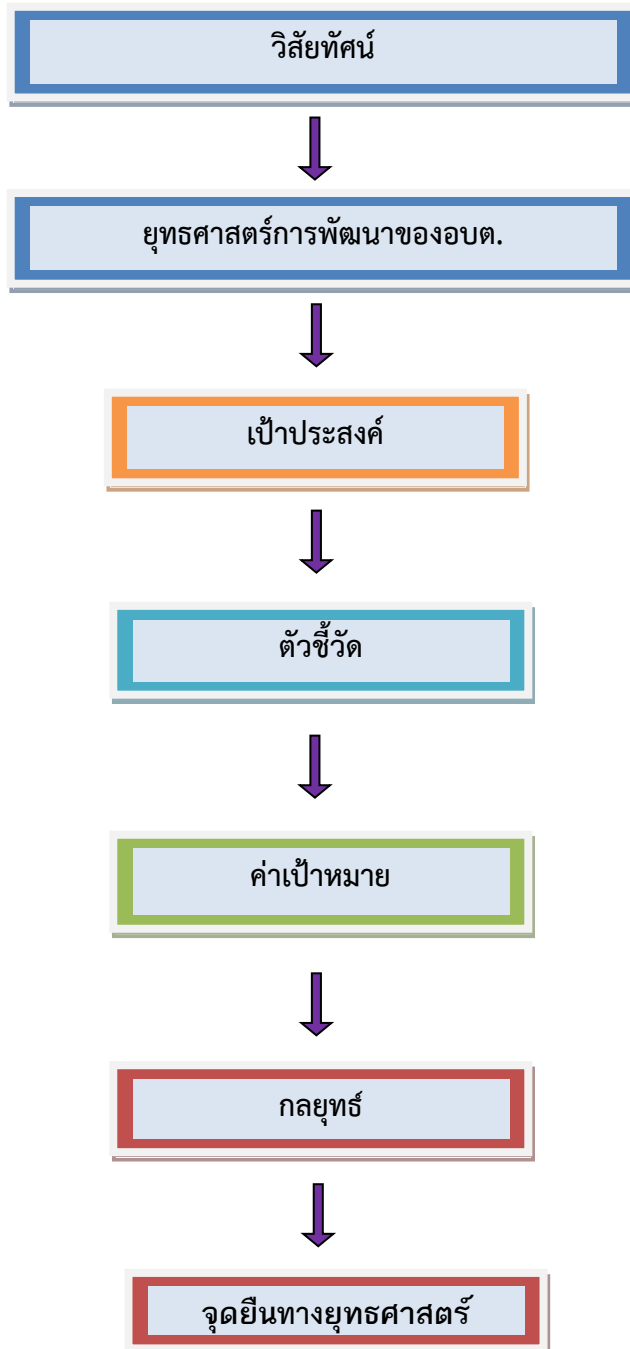 วิสัยทัศน์
ยุทธศาสตร์การพัฒนาของอบต.
เป้าประสงค์
ตัวชี้วัด
ค่าเป้าหมาย
กลยุทธ์
จุดยืนทางยุทธศาสตร์